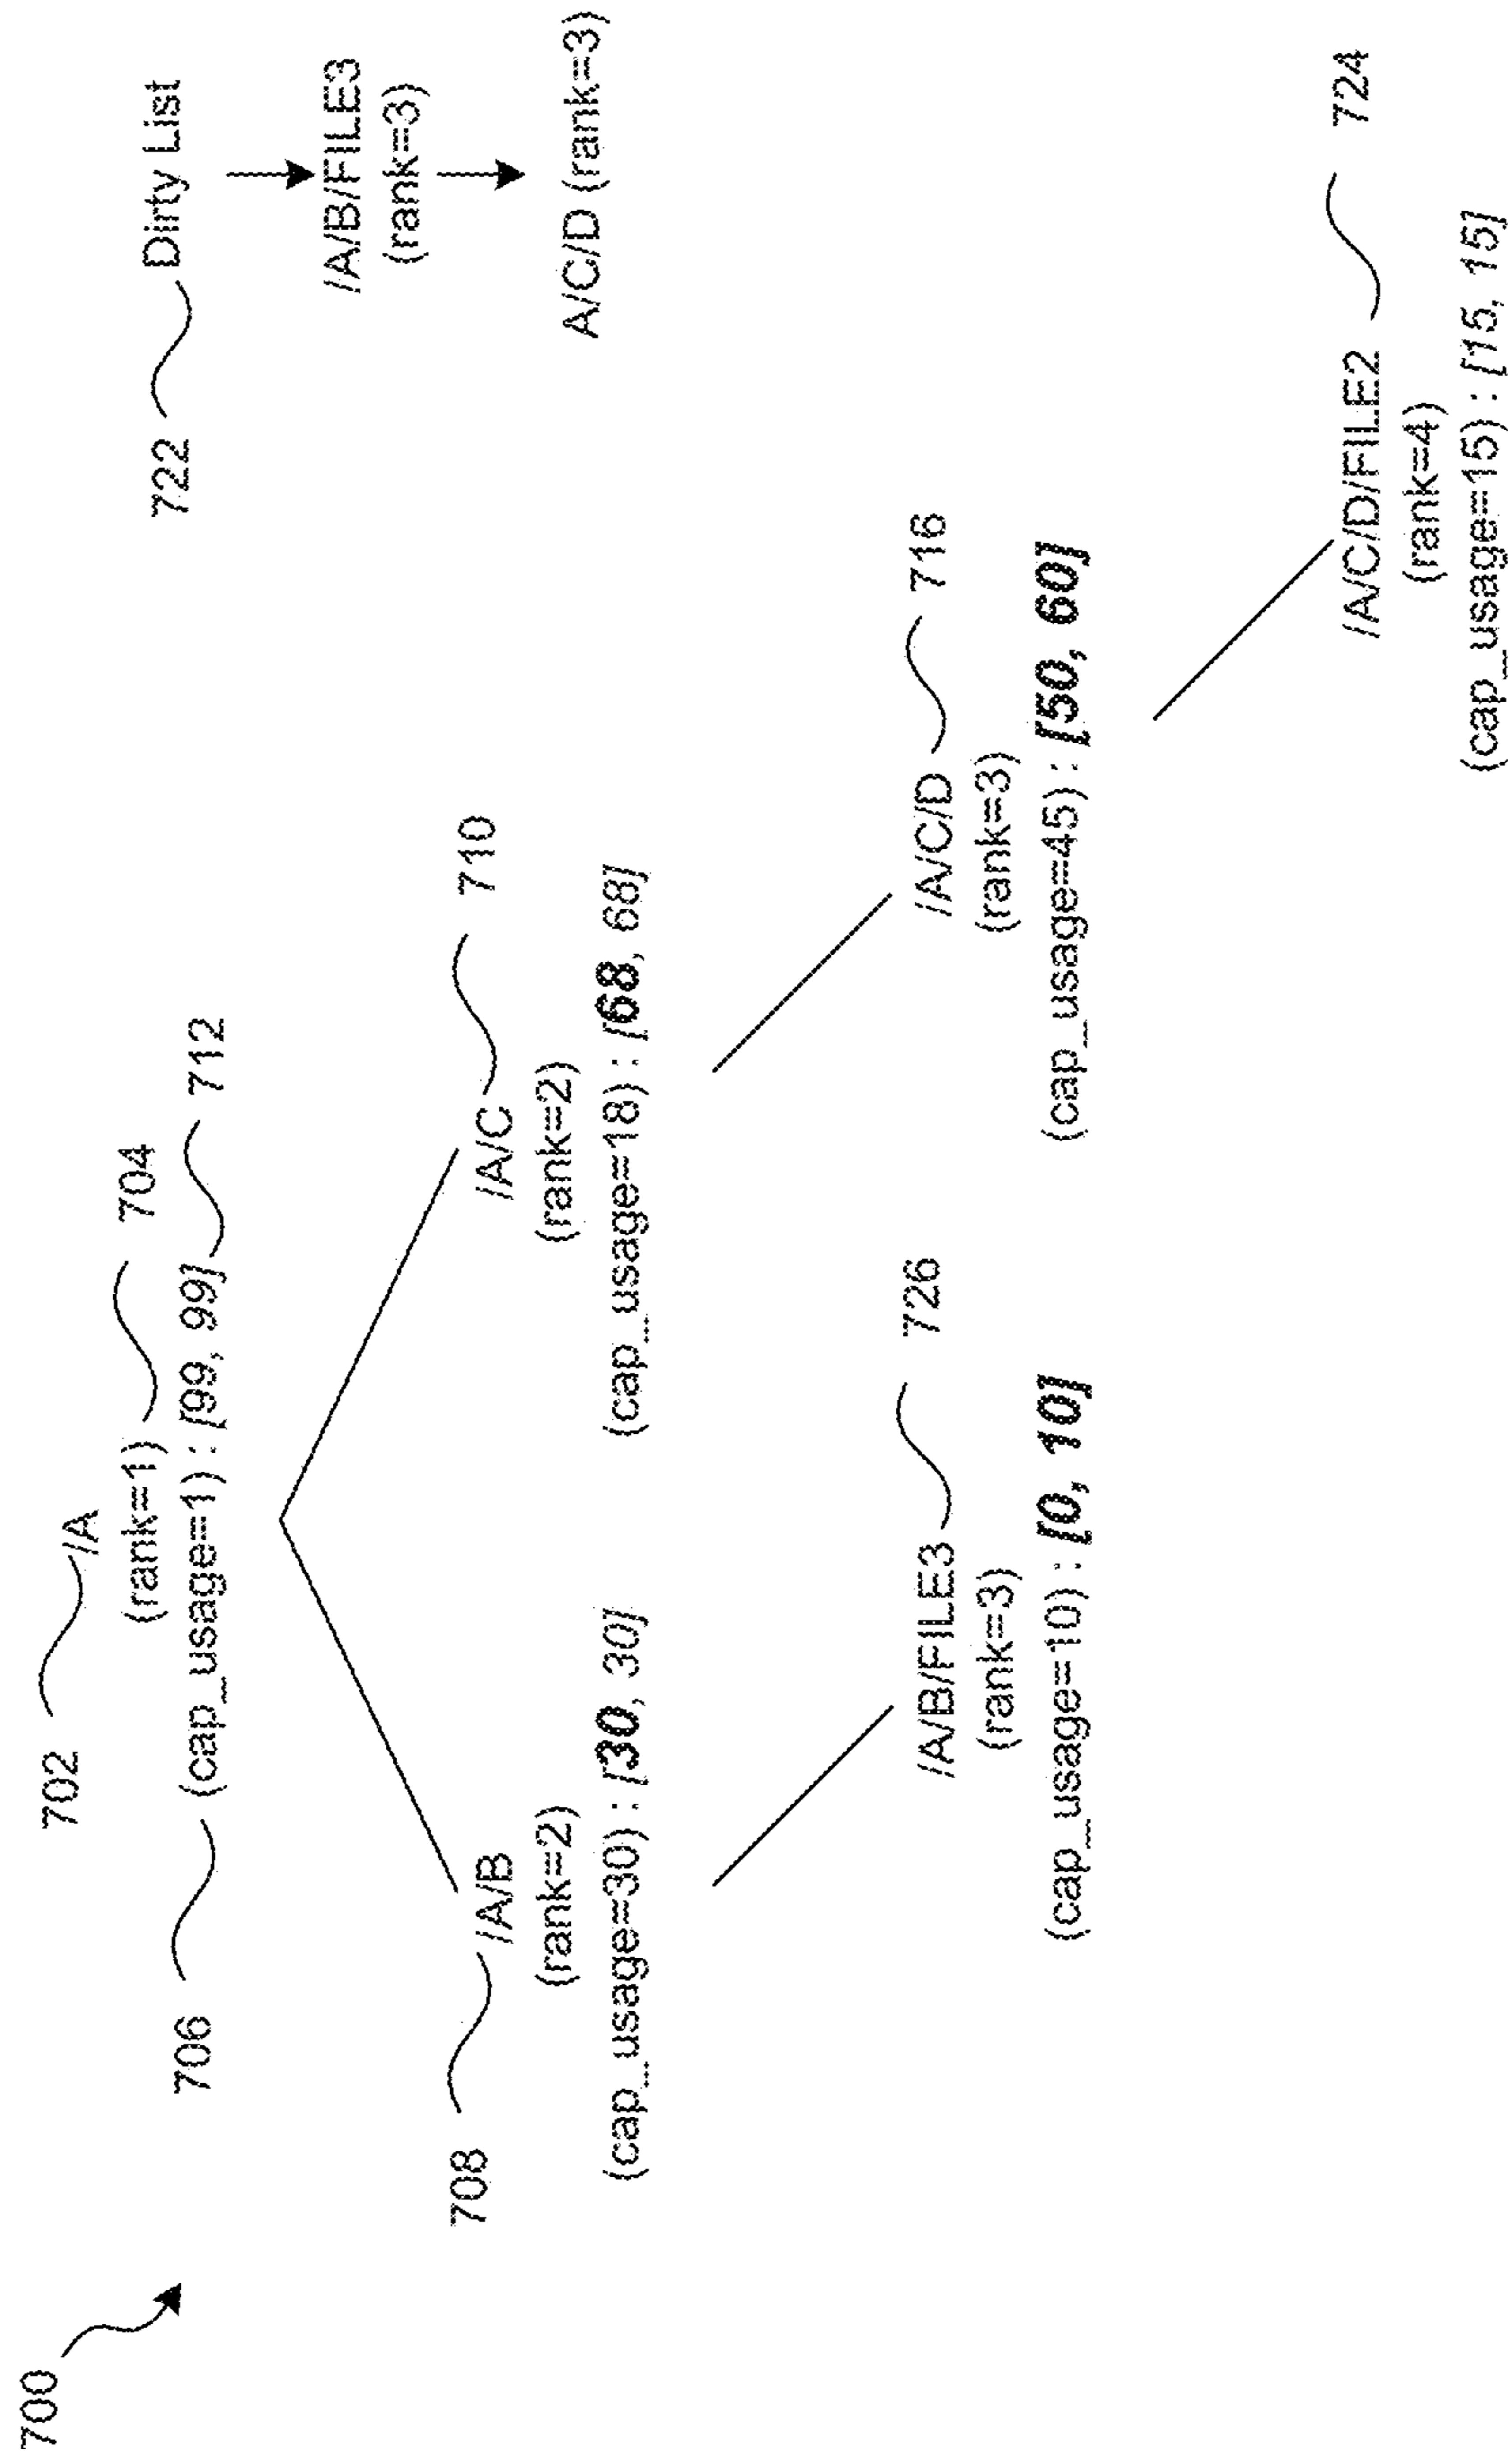 700
702
/A
(rank=1)
704
706
(cap_usage=1) : [99, 99]
712
722
Dirty List
/A/B/FILE3
(rank=3)
A/C/D (rank=3)
708
/A/B
(rank=2)
(cap_usage=30) : [30, 30]
710
/A/C
(rank=2)
(cap_usage=18) : [68, 68]
726
/A/B/FILE3
(rank=3)
(cap_usage=10) : [0, 10]
716
/A/C/D
(rank=3)
(cap_usage=45) : [50, 60]
724
/A/C/D/FILE2
(rank=4)
(cap_usage=15) : [15, 15]